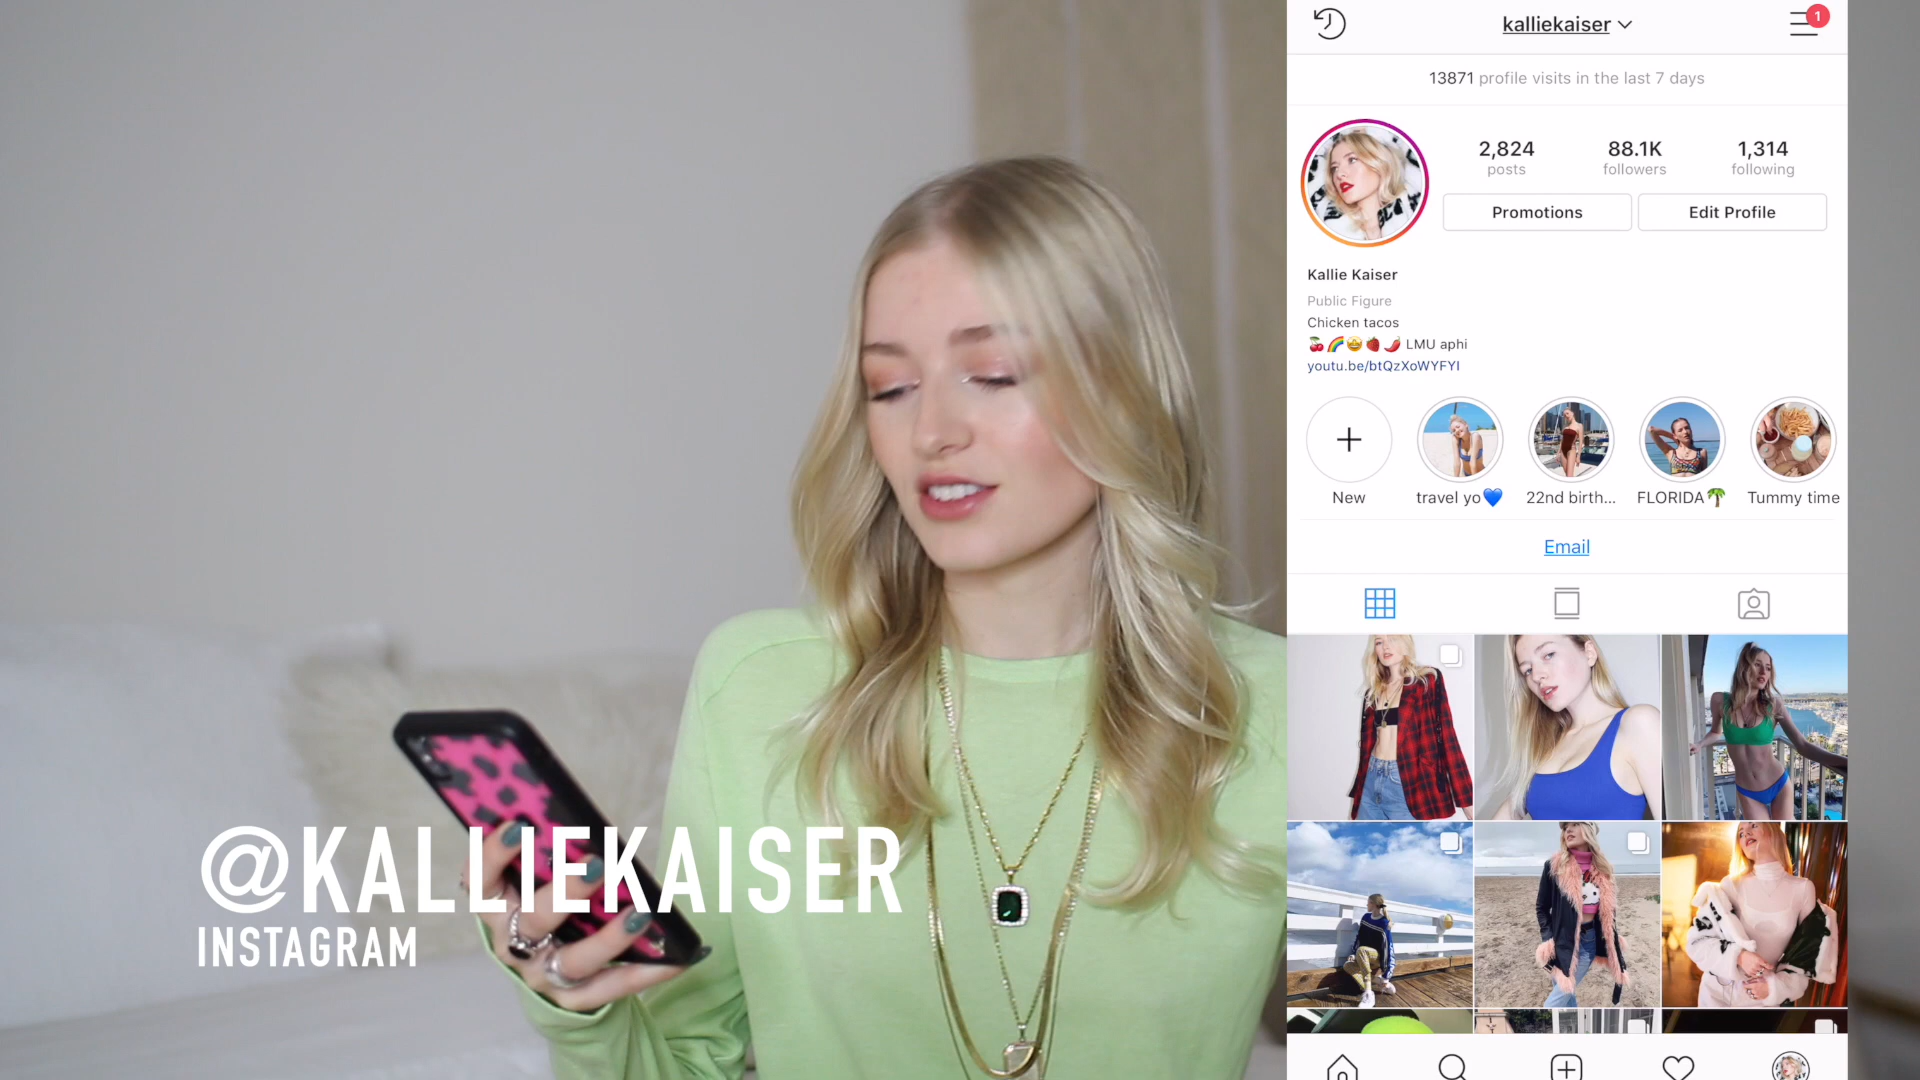 kalliekaiser
1
13871 profile visits in the last 7 days
2,824 88.1K 1,314
posts followers following
Promotions Edit Profile
Kallie Kaiser
Public Figure
Chicken tacos
🍒🌈🤩🍓🌶️ LMU aphi
youtu.be/btQzXoWYFYI
New travel yo💙 22nd birth... FLORIDA🌴 Tummy time
Email
@KALLIEKAISER
INSTAGRAM